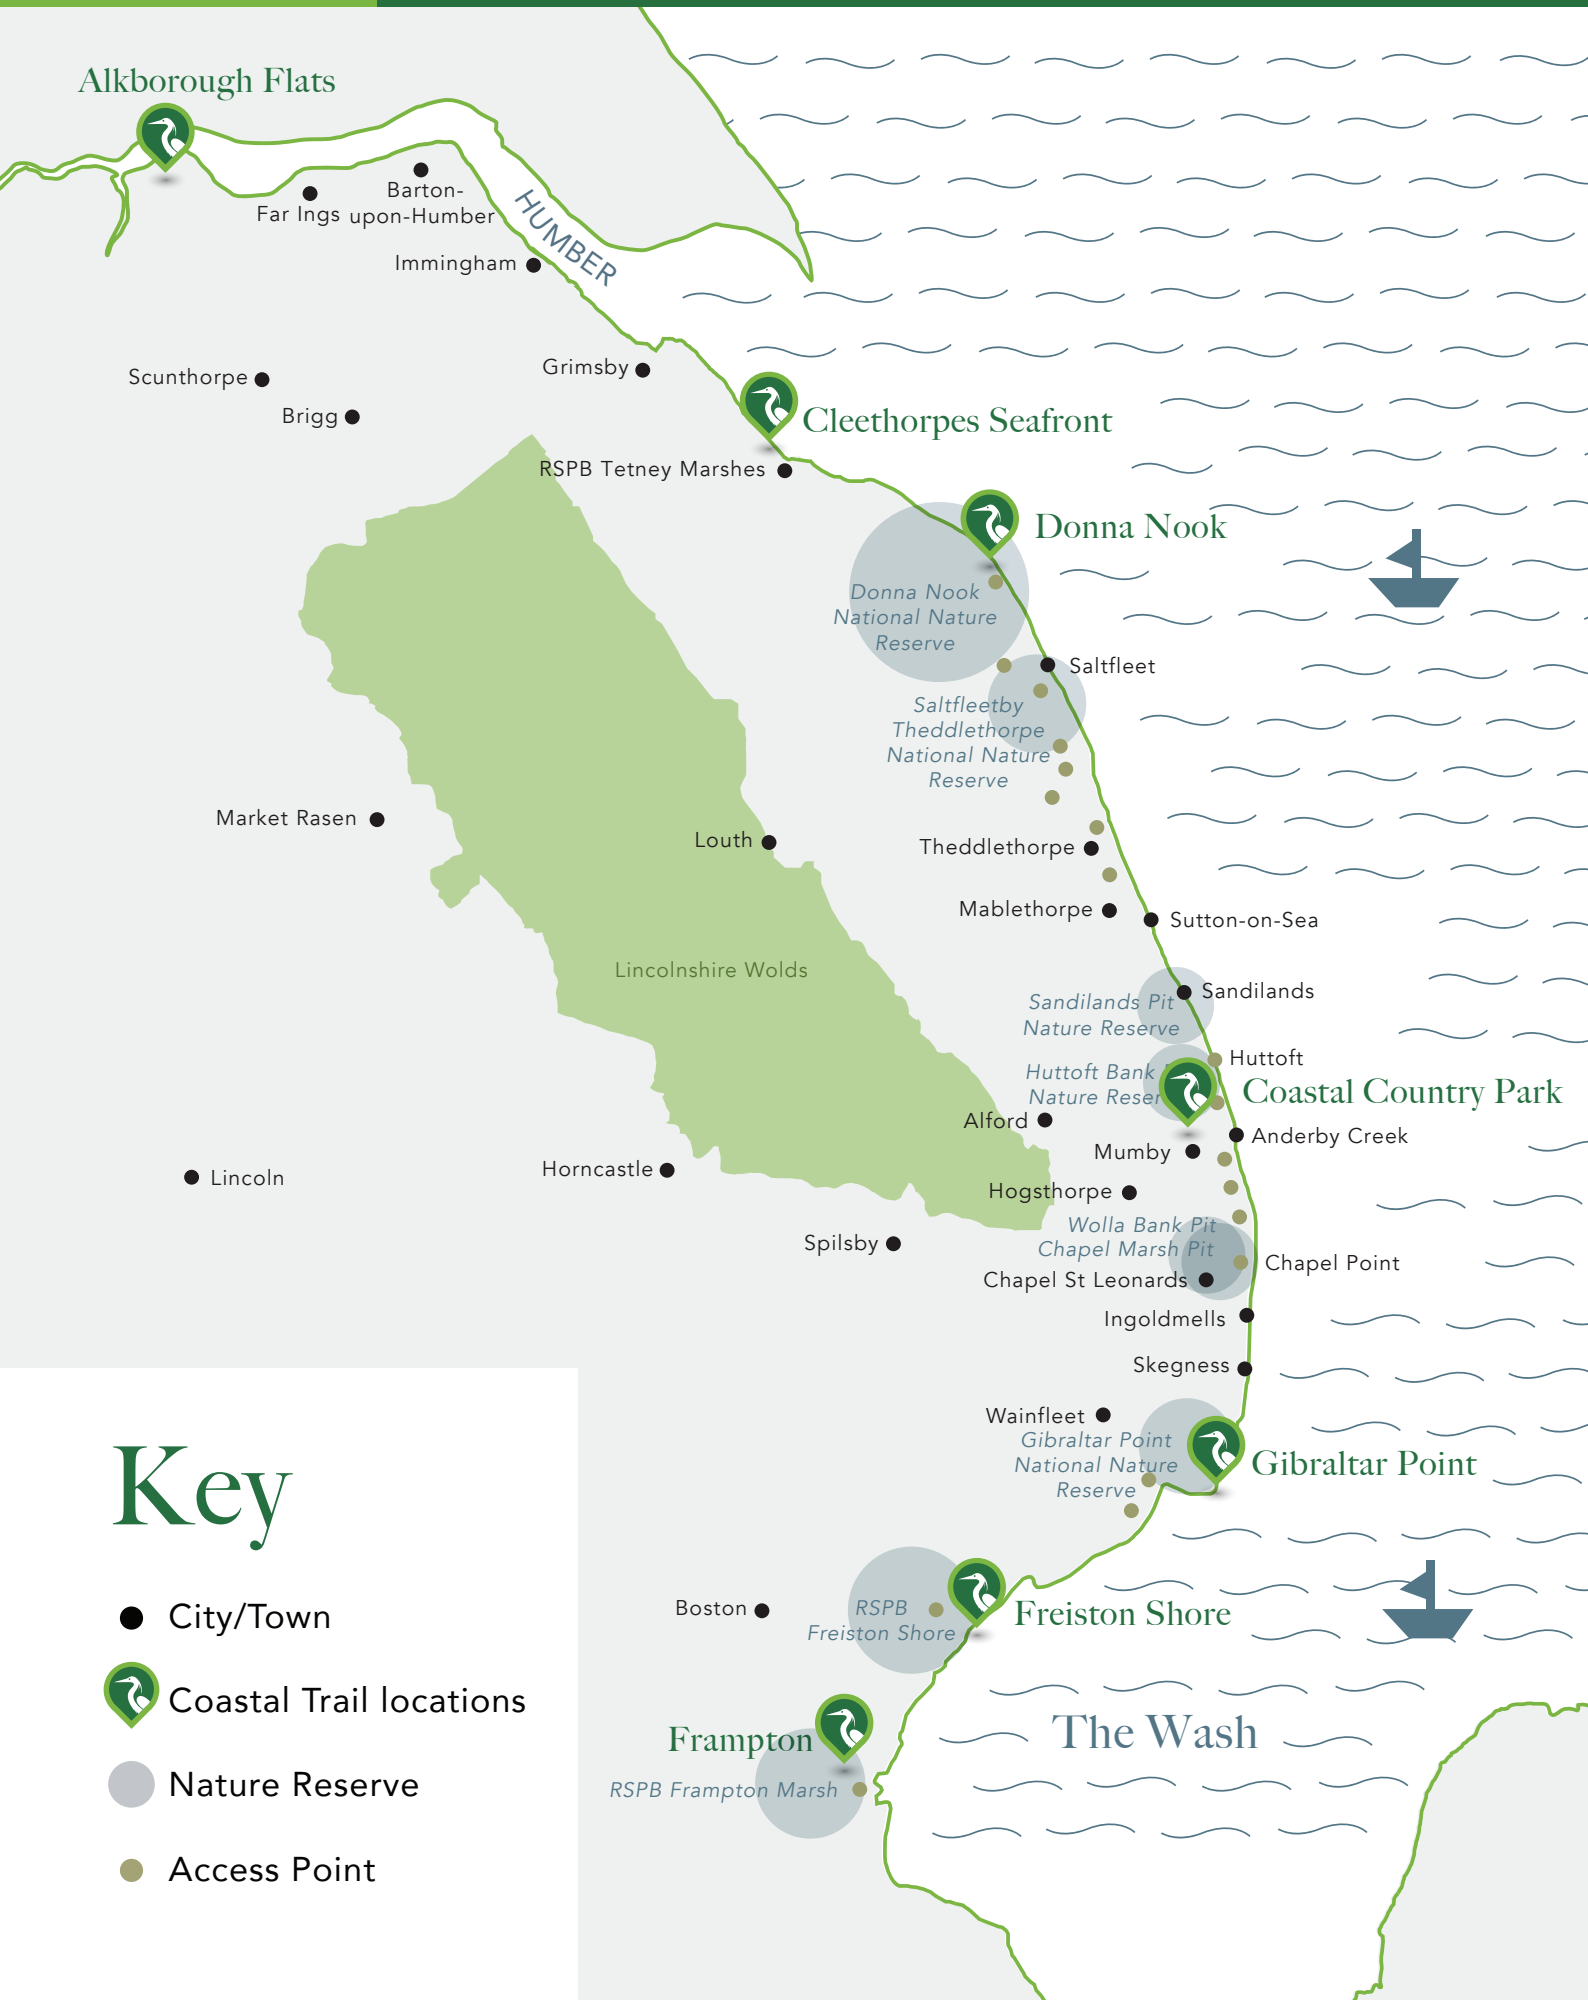 Alkborough Flats
Barton-
Far Ings upon-Humber
HUMBER
Immingham
Grimsby
Scunthorpe
Brigg
Cleethorpes Seafront
RSPB Tetney Marshes
Donna Nook
Donna Nook
National Nature
Reserve
Saltfleet
Saltfleetby
Theddlethorpe
National Nature
Reserve
Market Rasen
Louth
Theddlethorpe
Mablethorpe
Sutton-on-Sea
Lincolnshire Wolds
Sandilands
Sandilands Pit
Nature Reserve
Huttoft
Huttoft Bank
Nature Reser
Coastal Country Park
Alford
Anderby Creek
Mumby
Horncastle
Lincoln
Hogsthorpe
Wolla Bank Pit
Chapel Marsh Pit
Spilsby
Chapel Point
Chapel St Leonards
Ingoldmells
Skegness
Wainfleet
Gibraltar Point
National Nature
Reserve
Gibraltar Point
Boston
RSPB
Freiston Shore
Freiston Shore
Frampton
The Wash
RSPB Frampton Marsh
Key
City/Town
Coastal Trail locations
Nature Reserve
Access Point